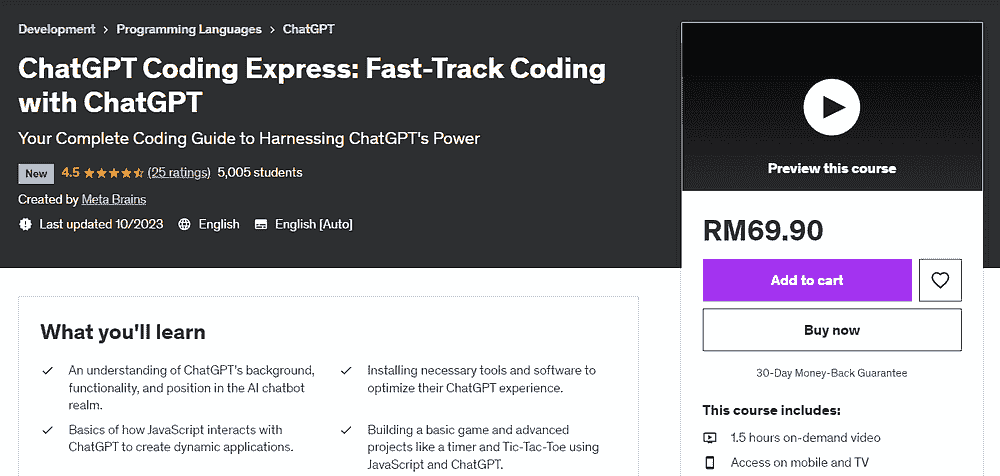 Development > Programming Languages > ChatGPT
ChatGPT Coding Express: Fast-Track Coding
with ChatGPT
Your Complete Coding Guide to Harnessing ChatGPT's Power
New 4.5 (25 ratings) 5,005 students
Created by Meta Brains
Last updated 10/2023 English English [Auto]
Preview this course
RM69.90
Add to cart
Buy now
30-Day Money-Back Guarantee
This course includes:
1.5 hours on-demand video
Access on mobile and TV
What you'll learn
An understanding of ChatGPT's background,
functionality, and position in the AI chatbot
realm.
Installing necessary tools and software to
optimize their ChatGPT experience.
Basics of how JavaScript interacts with
ChatGPT to create dynamic applications.
Building a basic game and advanced
projects like a timer and Tic-Tac-Toe using
JavaScript and ChatGPT.